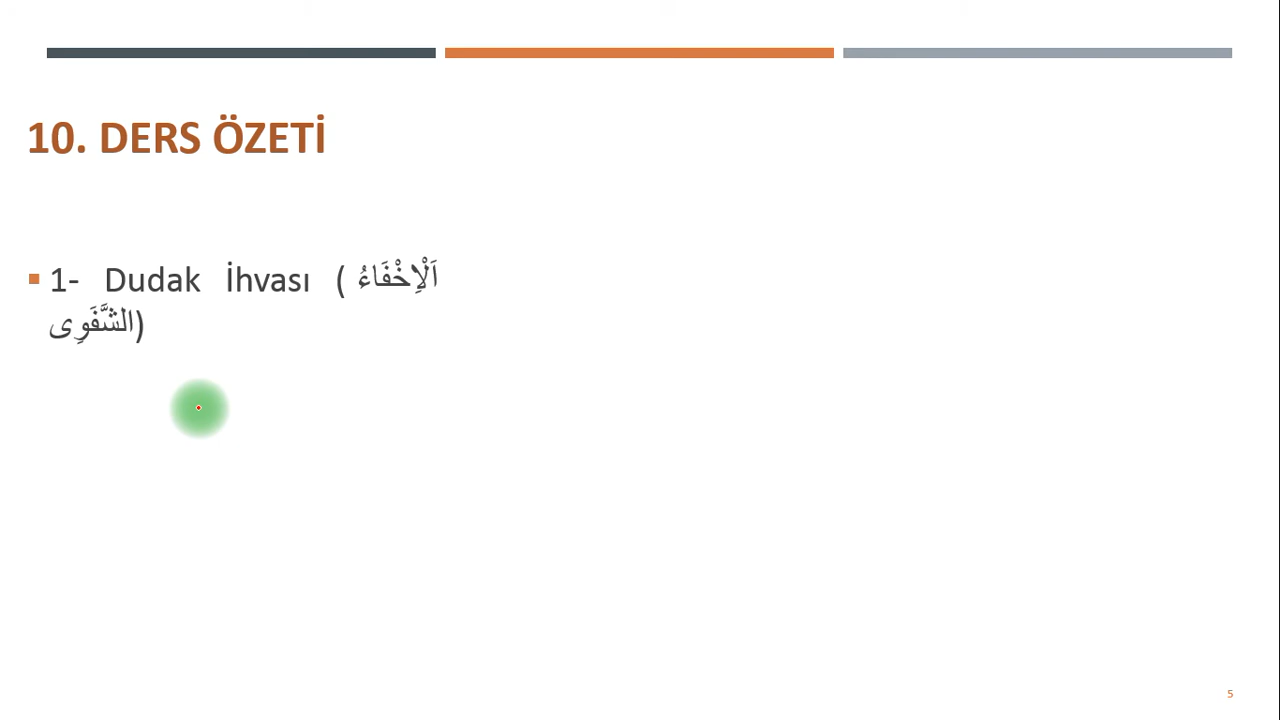 10. DERS ÖZETİ
1- Dudak İhvası ( اَلْاِخْفَاءُ
الشَّفَوِى)
5